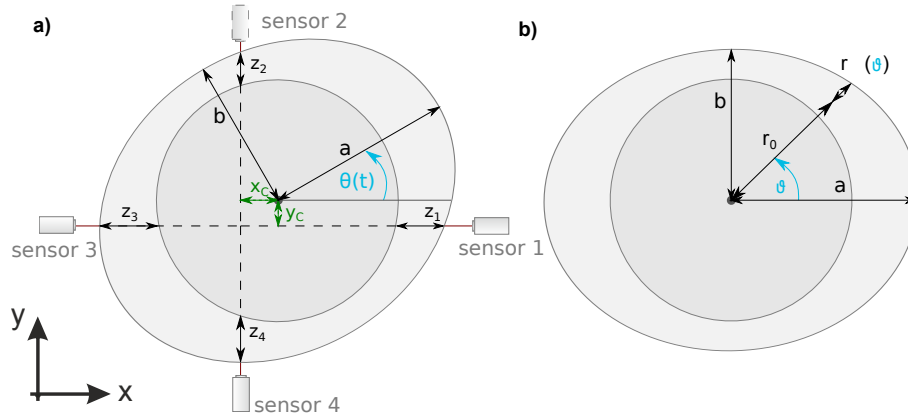 a)
sensor 2
b)
z2
r (ϑ)
b
b
a
r0
θ(t)
xC
ϑ
a
yC
z3
z1
sensor 3
sensor 1
z4
y
x
sensor 4